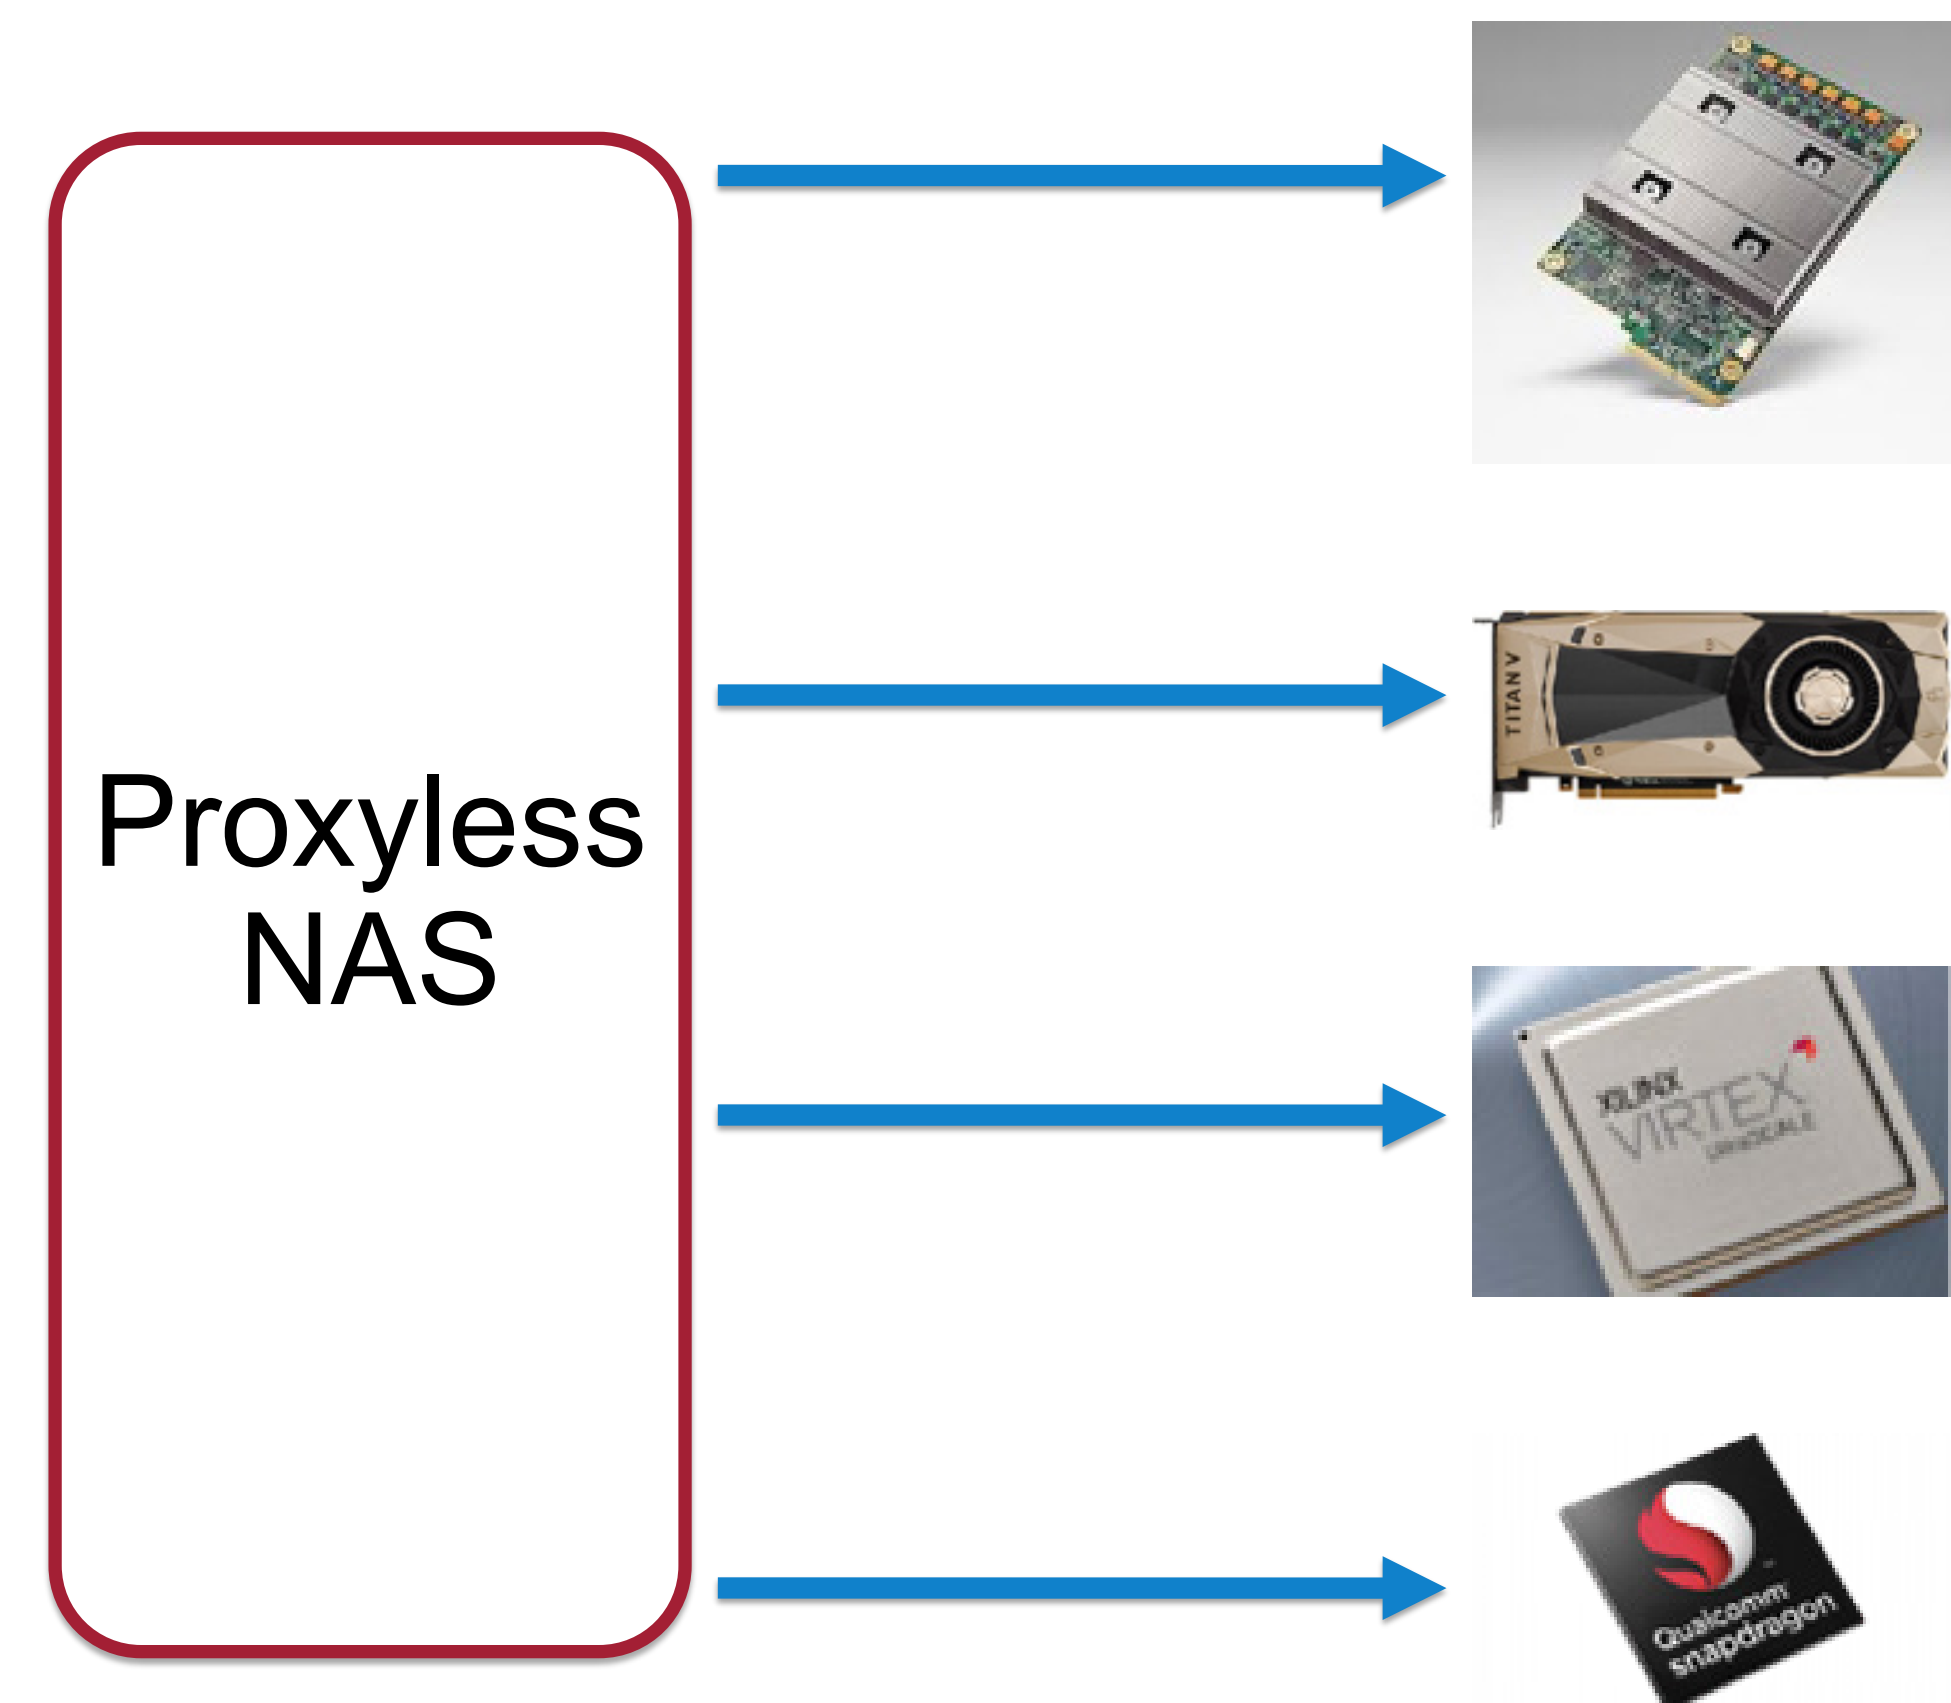 Proxyless
NAS
TITAN V
XILINX
VIRTEX
Qualcomm
snapdragon